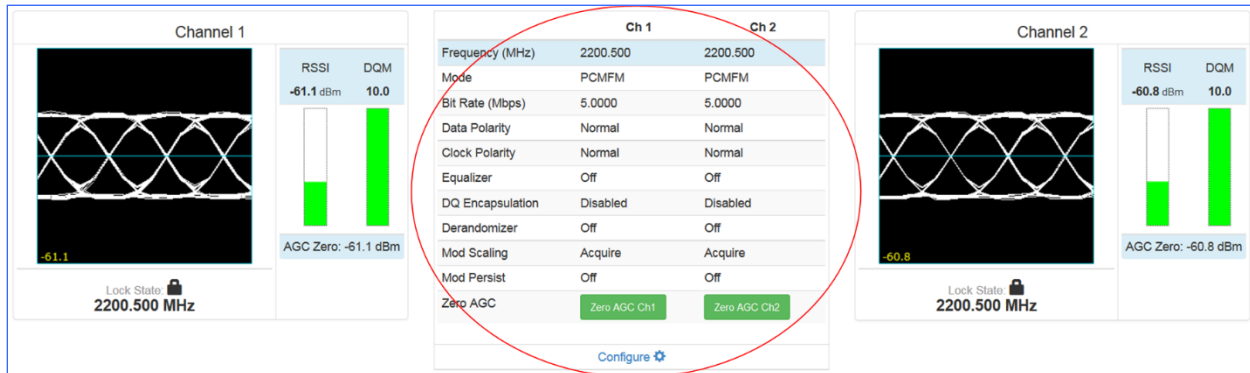 Channel 1
RSSI DQM
-61.1 dBm 10.0
-61.1
AGC Zero: -61.1 dBm
Lock State:
2200.500 MHz
Ch 1 Ch 2
Frequency (MHz) 2200.500 2200.500
Mode PCMFM PCMFM
Bit Rate (Mbps) 5.0000 5.0000
Data Polarity Normal Normal
Clock Polarity Normal Normal
Equalizer Off Off
DQ Encapsulation Disabled Disabled
Derandomizer Off Off
Mod Scaling Acquire Acquire
Mod Persist Off Off
Zero AGC Zero AGC Ch1 Zero AGC Ch2
Configure
Channel 2
RSSI DQM
-60.8 dBm 10.0
-60.8
AGC Zero: -60.8 dBm
Lock State:
2200.500 MHz